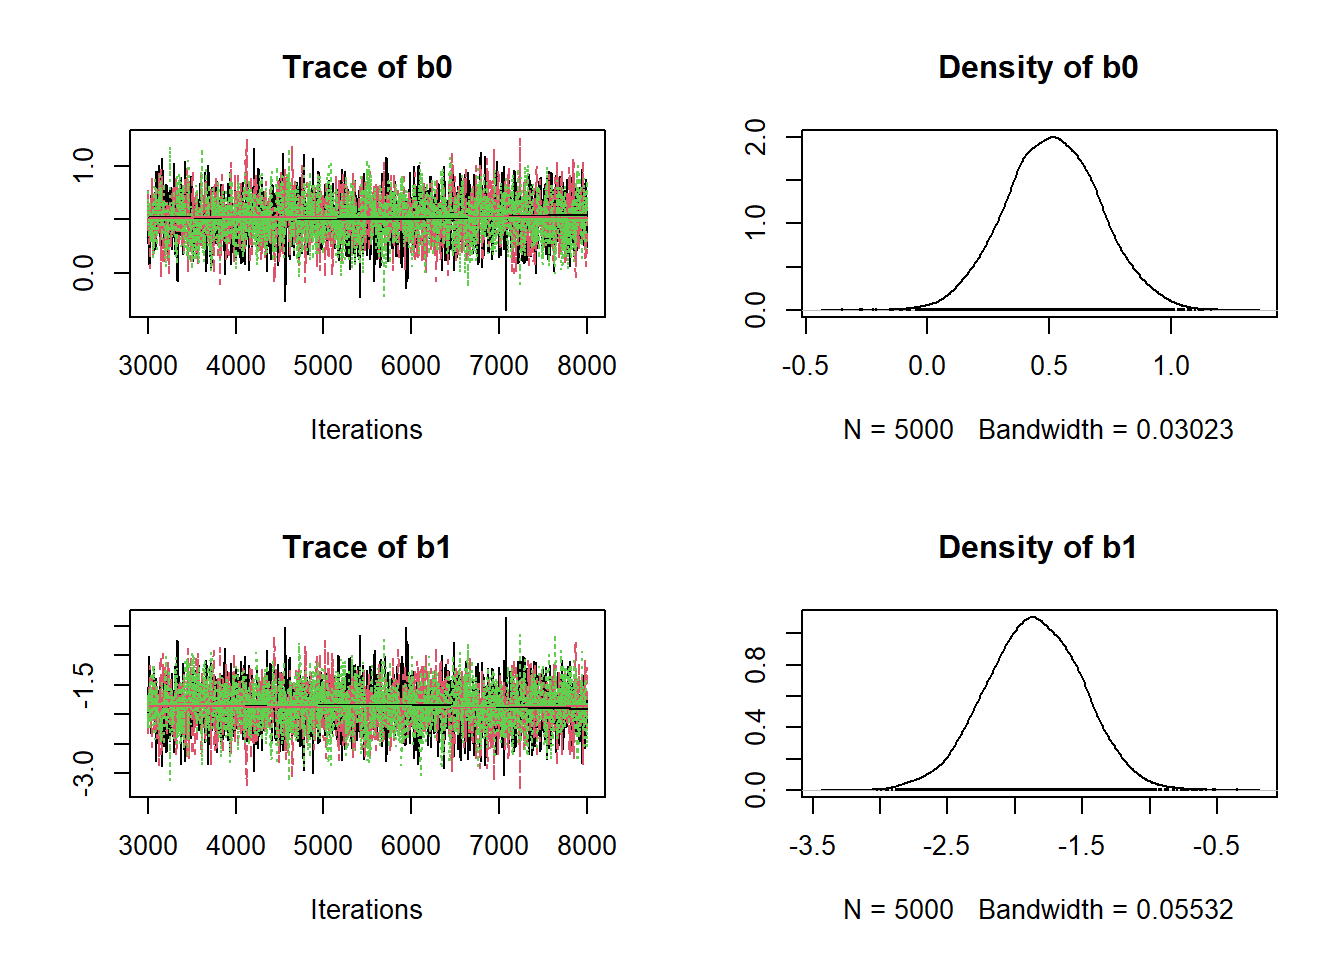 Trace of b0
1.0
0.0
3000 4000 5000 6000 7000 8000
Iterations
Density of b0
2.0
1.0
0.0
-0.5 0.0 0.5 1.0
N = 5000 Bandwidth = 0.03023
Trace of b1
-1.5
-3.0
3000 4000 5000 6000 7000 8000
Iterations
Density of b1
0.8
0.4
0.0
-3.5 -2.5 -1.5 -0.5
N = 5000 Bandwidth = 0.05532